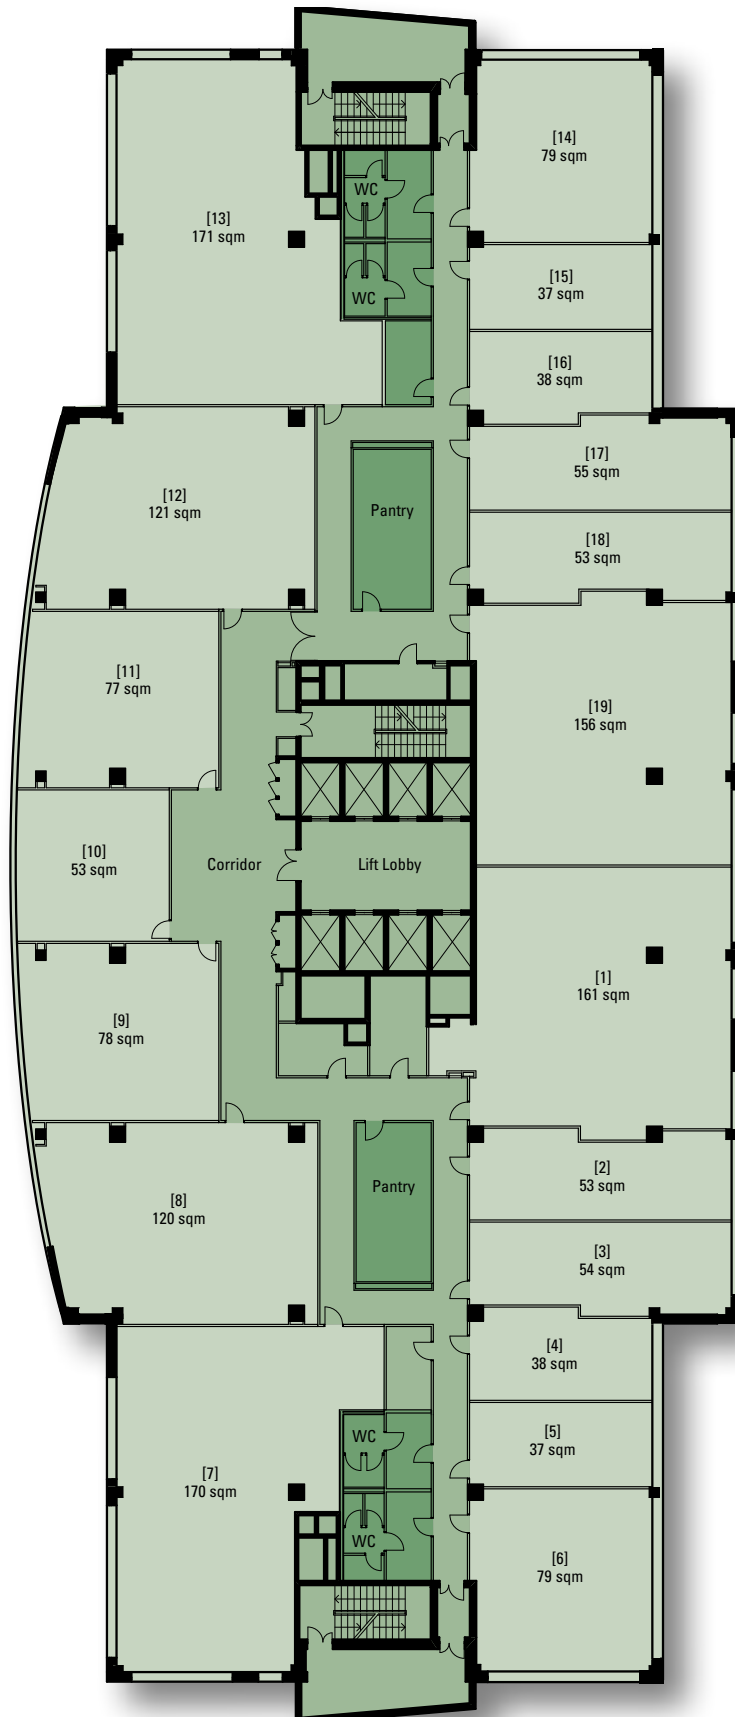 [14]
79 sqm
WC
[13]
171 sqm
[15]
37 sqm
WC
[16]
38 sqm
[17]
55 sqm
[12]
121 sqm
Pantry
[18]
53 sqm
[11]
77 sqm
[19]
156 sqm
[10]
53 sqm
Corridor
Lift Lobby
[1]
161 sqm
[9]
78 sqm
[2]
53 sqm
Pantry
[8]
120 sqm
[3]
54 sqm
[4]
38 sqm
WC
[5]
37 sqm
[7]
170 sqm
WC
[6]
79 sqm